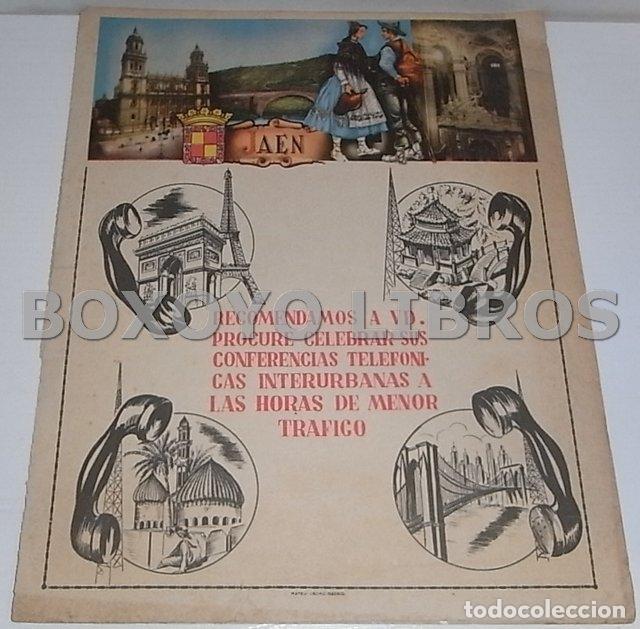 JAEN
BOXOYO LIBROS
RECOMENDAMOS A VD.
PROCURE CELEBRAR SUS
CONFERENCIAS TELEFONI-
CAS INTERURBANAS A
LAS HORAS DE MENOR
TRAFICO
todocoleccion